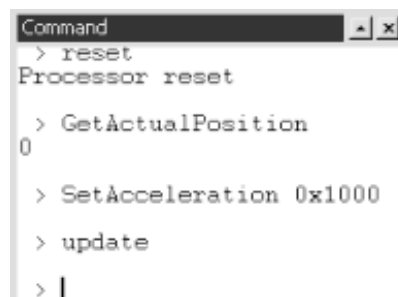 Command
> reset
Processor reset
> GetActualPosition
0
> SetAcceleration 0x1000
> update
>